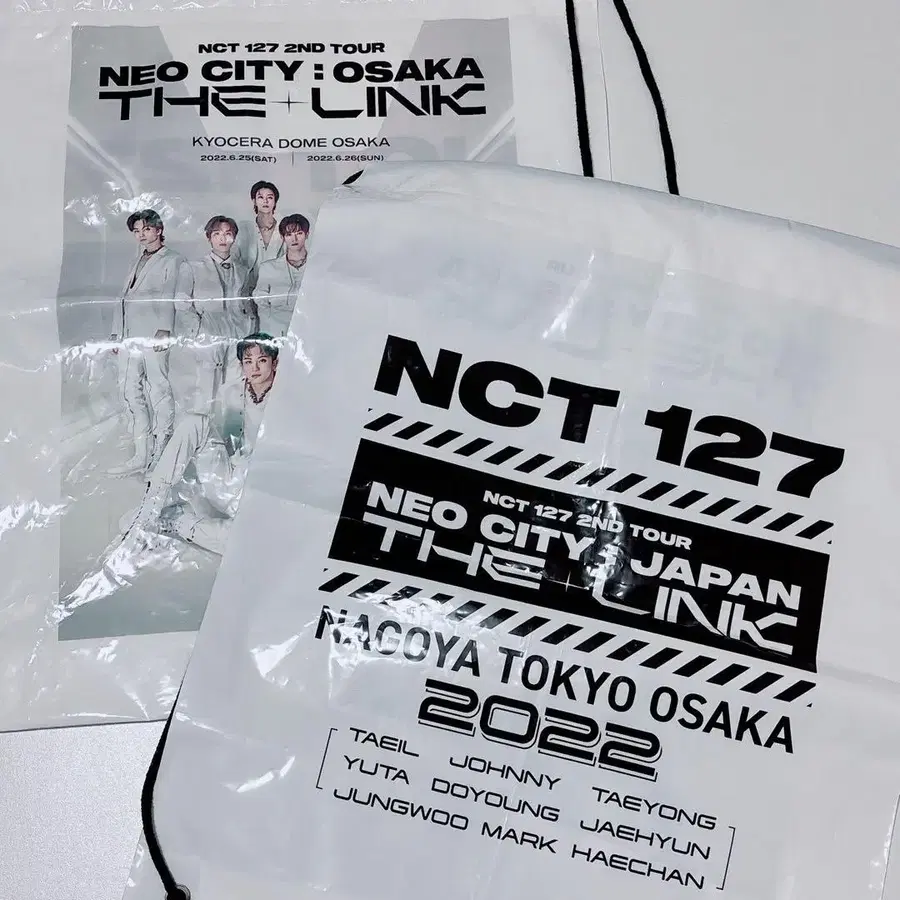 NCT 127 2ND TOUR
NEO CITY : OSAKA
THE LINK
KYOCERA DOME OSAKA
2022.6.25(SAT) | 2022.6.26(SUN)
NCT 127
NCT 127 2ND TOUR
NEO CITY : JAPAN
THE LINK
NAGOYA TOKYO OSAKA
2022
TAEIL JOHNNY TAEYONG
YUTA DOYOUNG JAEHYUN
JUNGWOO MARK HAECHAN